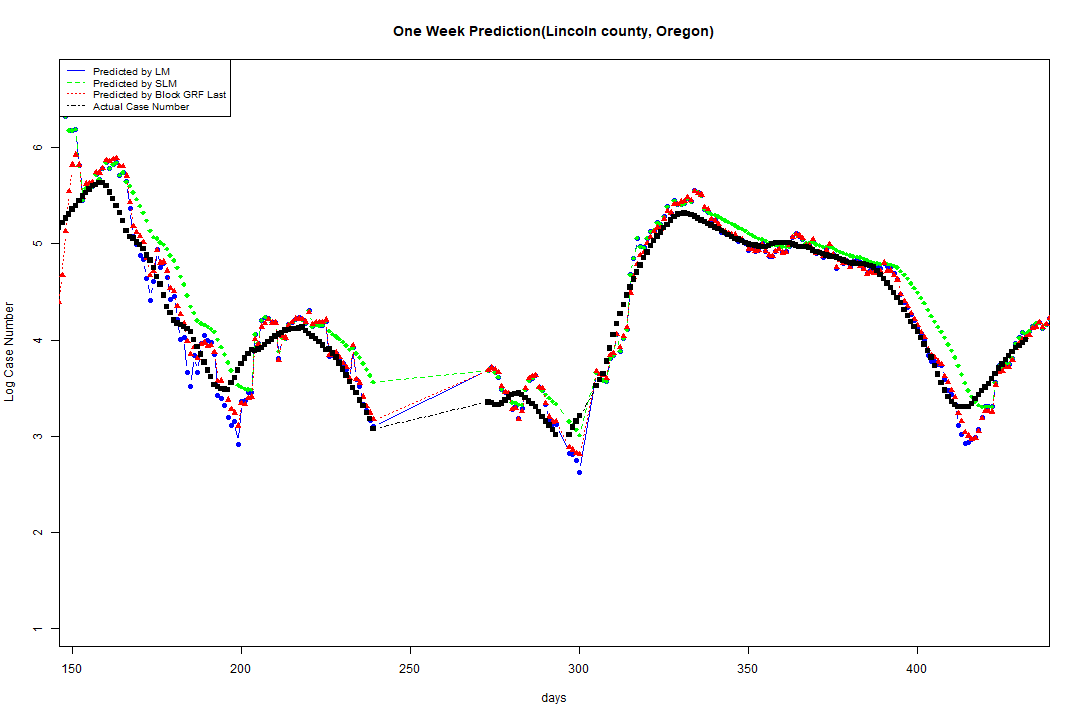 One Week Prediction(Lincoln county, Oregon)
Predicted by LM
Predicted by SLM
Predicted by Block GRF Last
Actual Case Number
Log Case Number
6
5
4
3
2
1
150 200 250 300 350 400
days